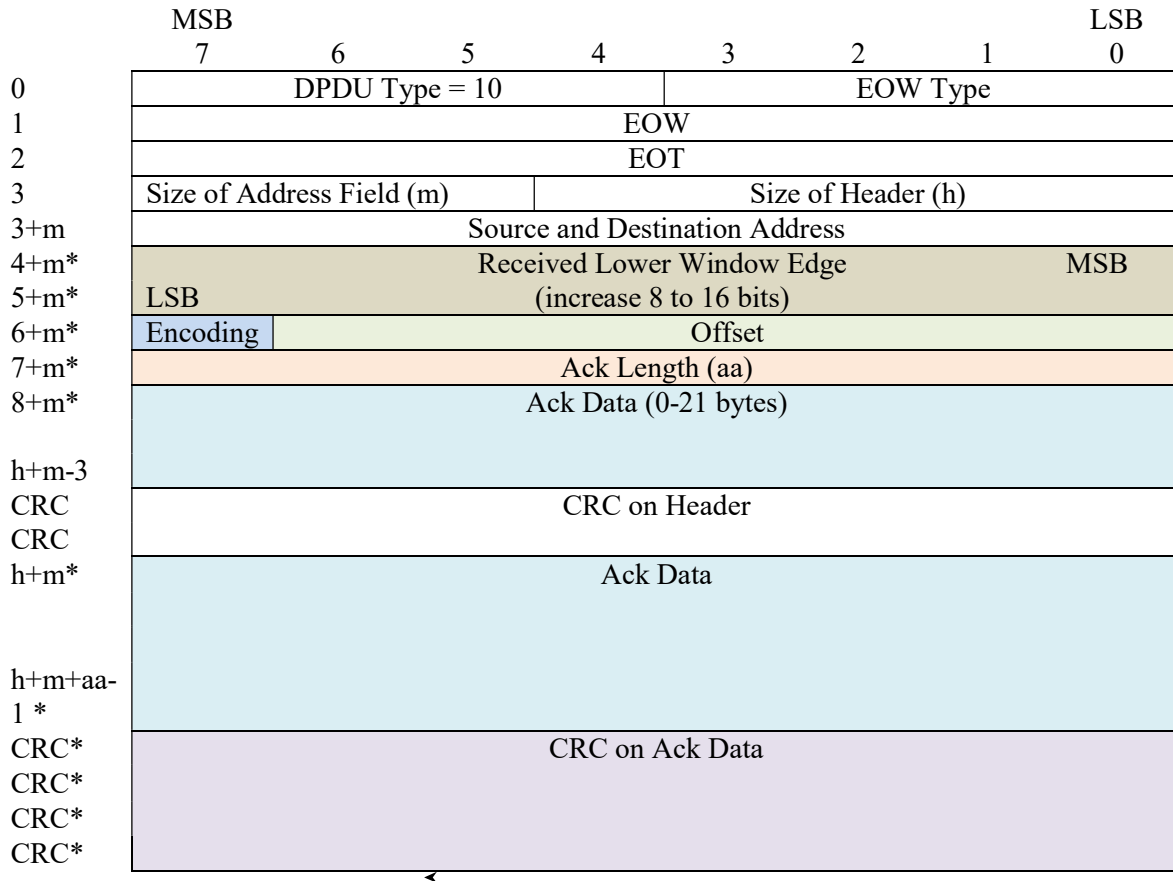 MSB LSB
7 6 5 4 3 2 1 0
0 DPDU Type = 10 EOW Type
1 EOW
2 EOT
3 Size of Address Field (m) Size of Header (h)
3+m Source and Destination Address
4+m* Received Lower Window Edge MSB
5+m* LSB (increase 8 to 16 bits)
6+m* Encoding Offset
7+m* Ack Length (aa)
8+m* Ack Data (0-21 bytes)
h+m-3
CRC CRC on Header
CRC
h+m* Ack Data
h+m+aa-
1 *
CRC* CRC on Ack Data
CRC*
CRC*
CRC*